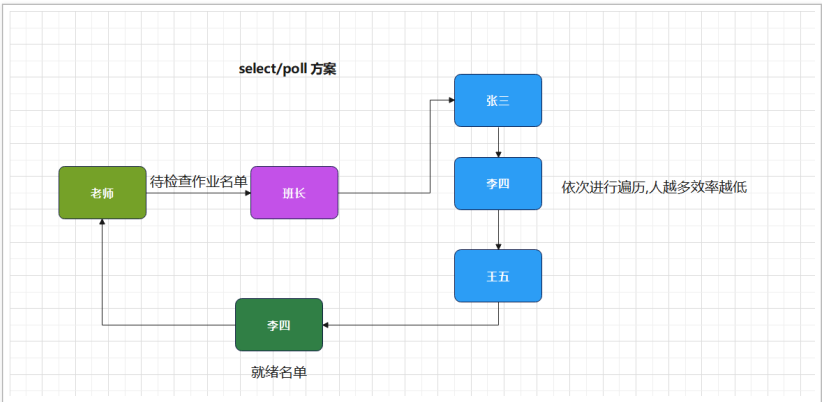 select/poll 方案
张三
老师
待检查作业名单
班长
李四
依次进行遍历,人越多效率越低
王五
李四
就绪名单